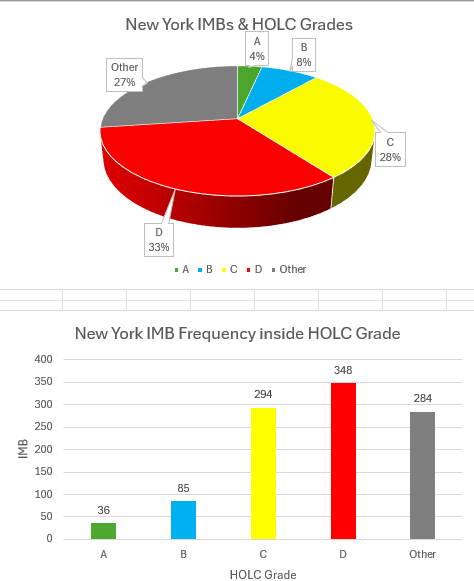 New York IMBs & HOLC Grades
A
4%
B
8%
Other
27%
C
28%
D
33%
A B C D Other
New York IMB Frequency inside HOLC Grade
400
350
300
250
200
150
100
50
0
IMB
36
85
294
348
284
A B C D Other
HOLC Grade